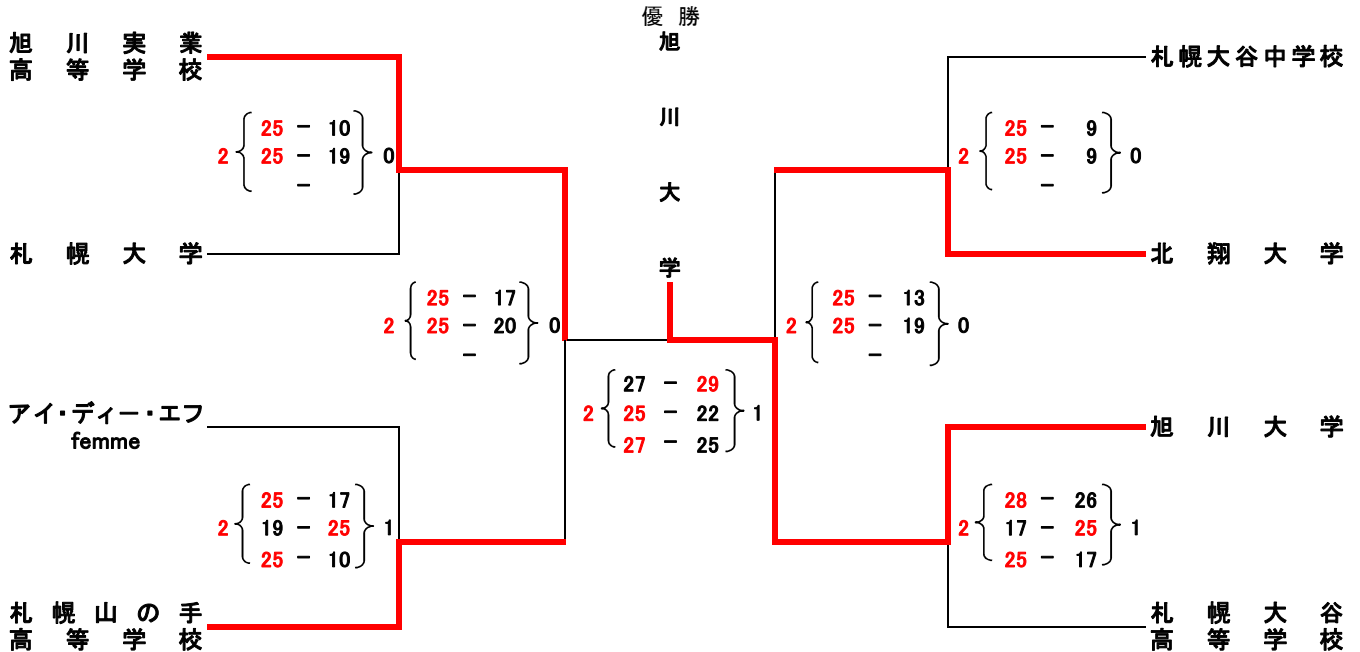 優 勝
旭川大学
旭川実業
高等学校
2 25 － 10 0
25 － 19
－
札幌大学
2 25 － 17 0
25 － 20
－
アイ・ディー・エフ
femme
2 25 － 17 1
19 － 25
25 － 10
札幌山の手
高等学校
2 27 － 29 1
25 － 22
27 － 25
札幌大谷中学校
2 25 － 9 0
25 － 9
－
北翔大学
2 25 － 13 0
25 － 19
－
旭川大学
2 28 － 26 1
17 － 25
25 － 17
札幌大谷
高等学校